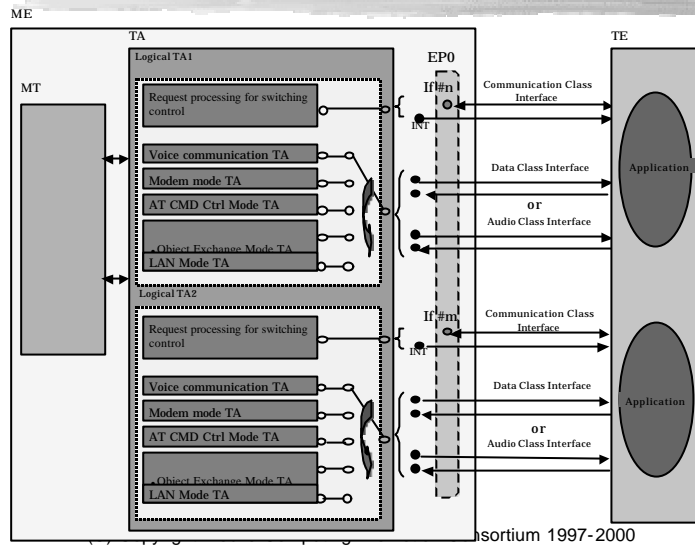 ME
TA
TE
Logical TA1
EP0
MT
If #n
Communication Class
Interface
Request processing for switching
control
INT
Voice communication TA
Modem mode TA
Data Class Interface
Application
AT CMD Ctrl Mode TA
or
Audio Class Interface
- Object Exchange Mode TA
LAN Mode TA
Logical TA2
If #m
Communication Class
Interface
Request processing for switching
control
INT
Voice communication TA
Data Class Interface
Modem mode TA
Application
AT CMD Ctrl Mode TA
or
Audio Class Interface
- Object Exchange Mode TA
LAN Mode TA
nsortium 1997-2000